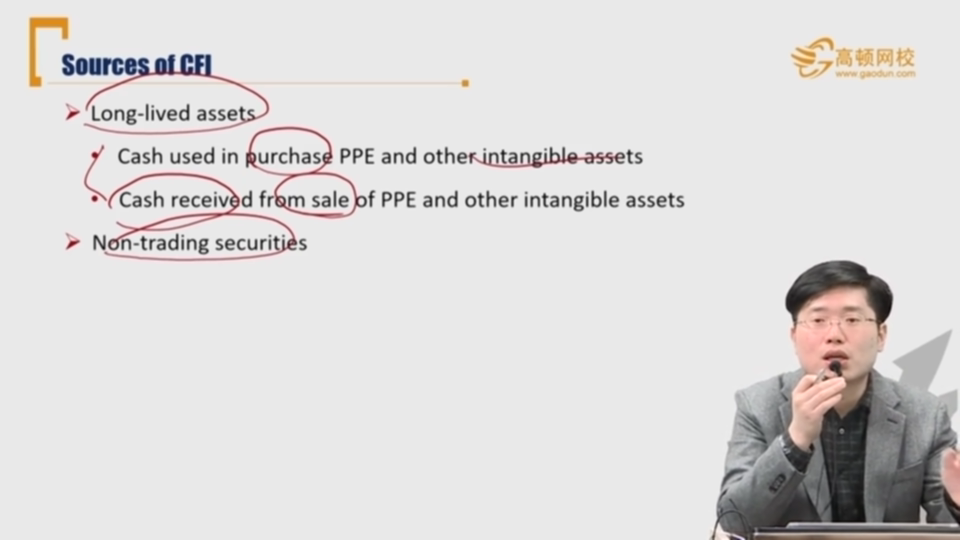 Sources of CFI
高顿网校
www.gaodun.com
Long-lived assets
Cash used in purchase PPE and other intangible assets
Cash received from sale of PPE and other intangible assets
Non-trading securities